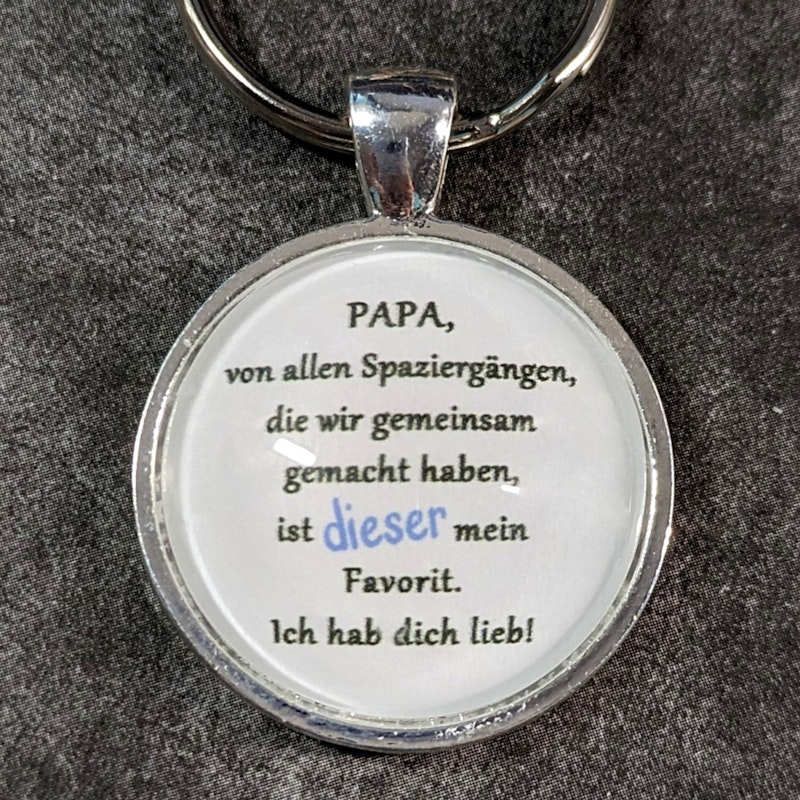 PAPA,
von allen Spaziergängen,
die wir gemeinsam
gemacht haben,
ist dieser mein
Favorit.
Ich hab dich lieb!